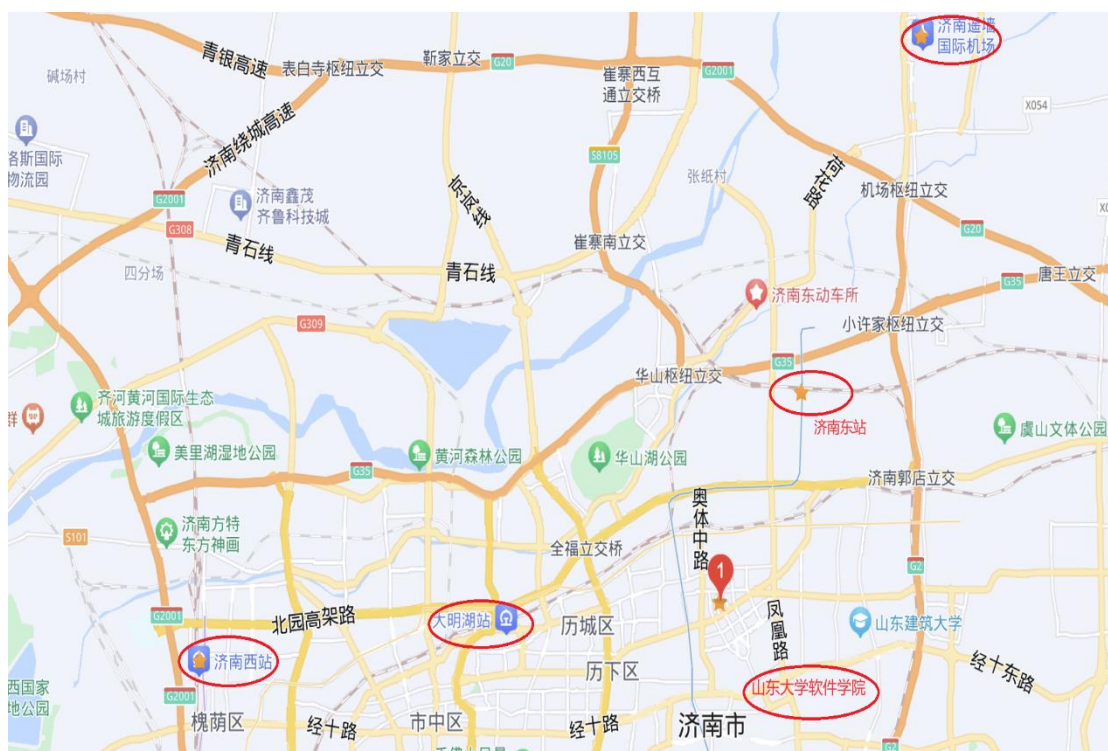 济南遥墙
国际机场
青银高速
表白寺枢纽立交
靳家立交
G20
G2001
崔寨西互
通立交桥
碱场村
X054
洛斯国际
物流园
济南绕城高速
S8105
张纸村
荷花路
机场枢纽立交
G2001
济南鑫茂
齐鲁科技城
京岚线
G308
青石线
崔寨南立交
G20
四分场
青石线
唐王立交
G35
济南东动车所
G309
小许家枢纽立交
华山枢纽立交
G35
齐河黄河国际生态
城旅游度假区
群
济南东站
虞山文体公园
美里湖湿地公园
黄河森林公园
华山湖公园
G35
济南郭店立交
奥体中路
济南方特
东方神画
S101
全福立交桥
G2
1
G2001
北园高架路
大明湖站
历城区
凤凰路
山东建筑大学
济南西站
历下区
经十东路
西国家
地公园
G2001
山东大学软件学院
槐荫区
经十路
市中区
经十路
济南市
G2